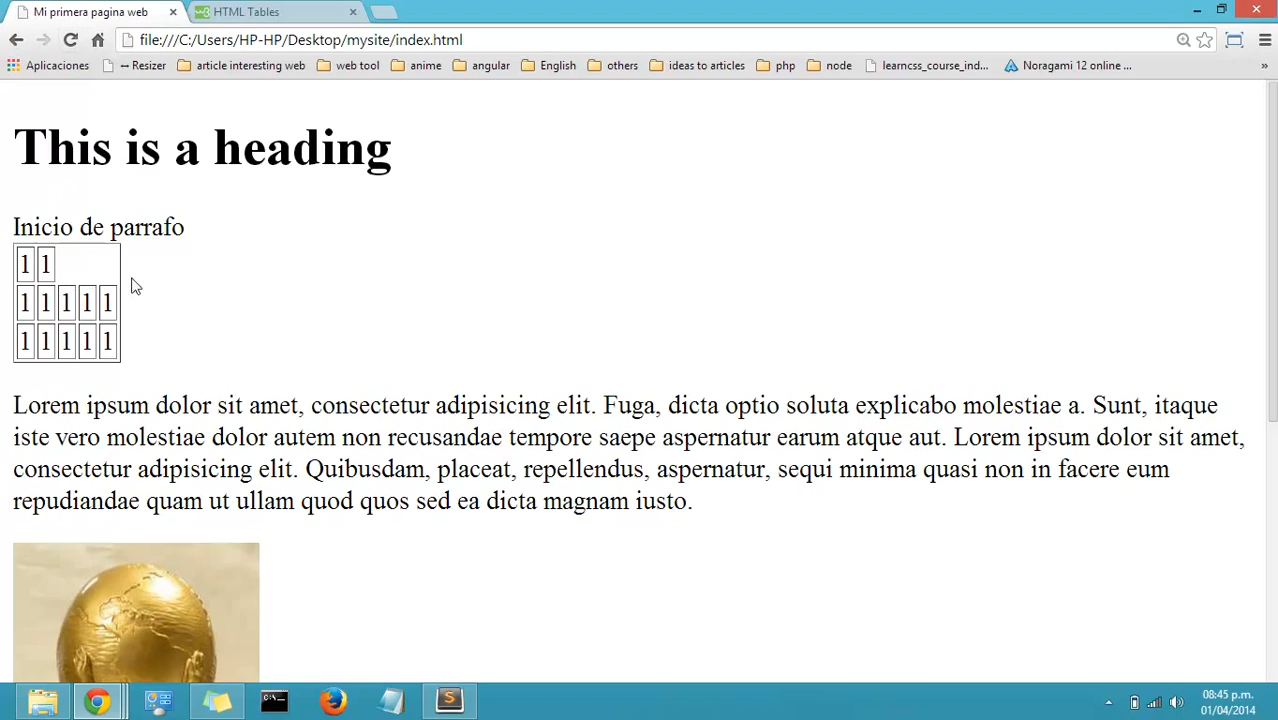 Mi primera pagina web
HTML Tables
file:///C:/Users/HP-HP/Desktop/mysite/index.html
Aplicaciones
↔ Resizer
article interesting web
web tool
anime
angular
English
others
ideas to articles
php
node
learncss_course_ind...
Noragami 12 online ...
»
This is a heading
Inicio de parrafo
1 1
1 1 1 1 1
1 1 1 1 1
Lorem ipsum dolor sit amet, consectetur adipisicing elit. Fuga, dicta optio soluta explicabo molestiae a. Sunt, itaque
iste vero molestiae dolor autem non recusandae tempore saepe aspernatur earum atque aut. Lorem ipsum dolor sit amet,
consectetur adipisicing elit. Quibusdam, placeat, repellendus, aspernatur, sequi minima quasi non in facere eum
repudiandae quam ut ullam quod quos sed ea dicta magnam iusto.
08:45 p.m.
01/04/2014